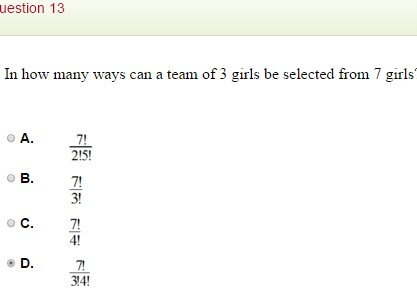 uestion 13
In how many ways can a team of 3 girls be selected from 7 girls?
A. 7!/2!5!
B. 7!/3!
C. 7!/4!
D. 7!/3!4!